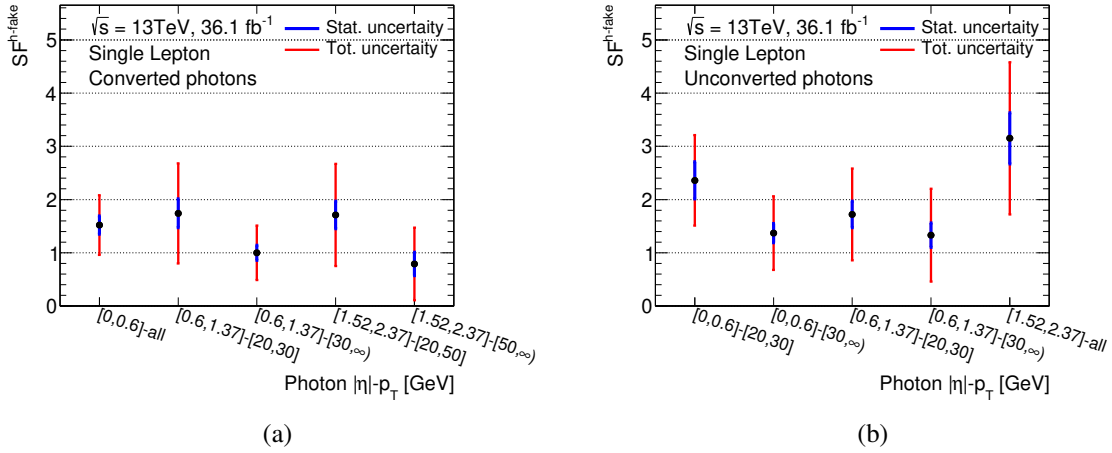 SF^h-fake
√s = 13TeV, 36.1 fb⁻¹
Single Lepton
Converted photons
Stat. uncertaity
Tot. uncertainty
5
4
3
2
1
0
[0,0.6]-all
[0.6,1.37]-[20,30]
[0.6,1.37]-[30,∞)
[1.52,2.37]-[20,50]
[1.52,2.37]-[50,∞)
Photon |η|-p_T [GeV]
(a)
SF^h-fake
√s = 13TeV, 36.1 fb⁻¹
Single Lepton
Unconverted photons
Stat. uncertaity
Tot. uncertainty
5
4
3
2
1
0
[0,0.6]-[20,30]
[0,0.6]-[30,∞)
[0.6,1.37]-[20,30]
[0.6,1.37]-[30,∞)
[1.52,2.37]-all
Photon |η|-p_T [GeV]
(b)